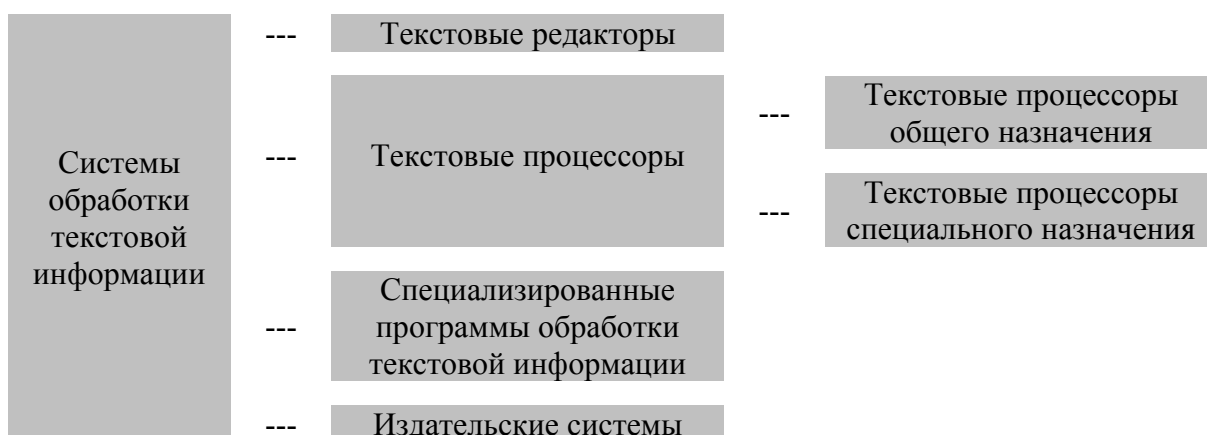 Системы
обработки
текстовой
информации
---
Текстовые редакторы
---
Текстовые процессоры
---
Текстовые процессоры
общего назначения
---
Текстовые процессоры
специального назначения
---
Специализированные
программы обработки
текстовой информации
---
Издательские системы